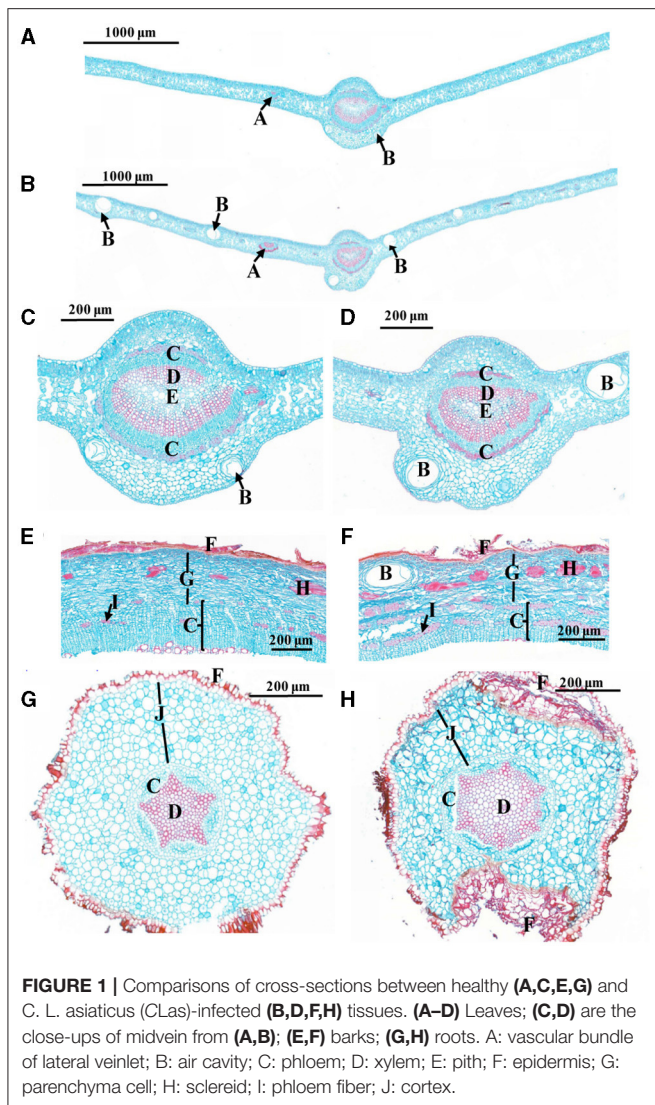 A
1000 μm
A
B
B
1000 μm
B
B
A
B
C
200 μm
D
200 μm
C
D
E
C
B
C
D
E
C
B
B
E
F
G
H
I
C
200 μm
F
F
B
G
H
I
C
200 μm
G
F
200 μm
J
C
D
H
F
200 μm
J
C
D
F
FIGURE 1 | Comparisons of cross-sections between healthy (A,C,E,G) and
C. L. asiaticus (CLas)-infected (B,D,F,H) tissues. (A–D) Leaves; (C,D) are the
close-ups of midvein from (A,B); (E,F) barks; (G,H) roots. A: vascular bundle
of lateral veinlet; B: air cavity; C: phloem; D: xylem; E: pith; F: epidermis; G:
parenchyma cell; H: sclereid; I: phloem fiber; J: cortex.